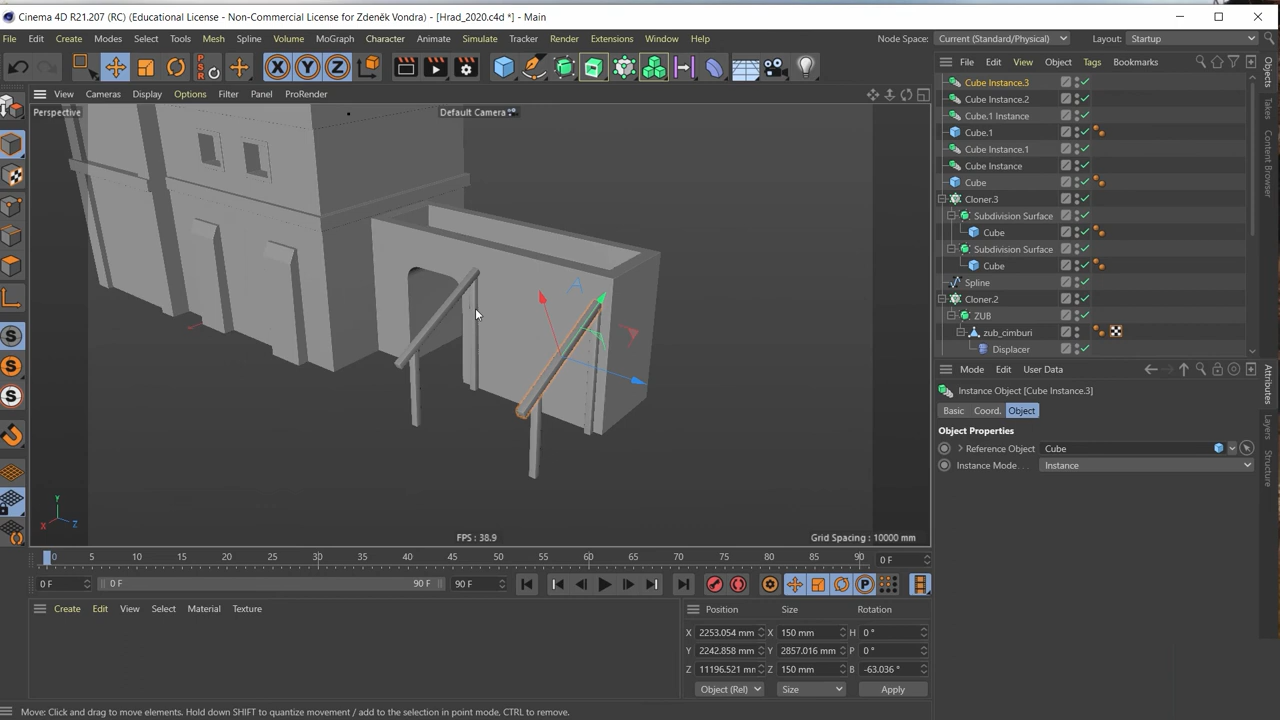 Cinema 4D R21.207 (RC) (Educational License - Non-Commercial License for Zdeněk Vondra) - [Hrad_2020.c4d *] - Main
File Edit Create Modes Select Tools Mesh Spline Volume MoGraph Character Animate Simulate Tracker Render Extensions Window Help Node Space: Current (Standard/Physical) Layout: Startup
X Y Z PSR
File Edit View Object Tags Bookmarks
View Cameras Display Options Filter Panel ProRender
Perspective
Default Camera
Cube Instance.3
Cube Instance.2
Cube.1 Instance
Cube.1
Cube Instance.1
Cube Instance
Cube
Cloner.3
Subdivision Surface
Cube
Subdivision Surface
Cube
Spline
Cloner.2
ZUB
zub_cimburi
Displacer
Objects
Takes
Content Browser
Mode Edit User Data
Instance Object [Cube Instance.3]
Basic Coord. Object
Object Properties
Reference Object Cube
Instance Mode. . . Instance
Attributes
Layers
Structure
S
S
S
Y
X Z
FPS : 38.9
Grid Spacing : 10000 mm
0 5 10 15 20 25 30 35 40 45 50 55 60 65 70 75 80 85 90 0 F
0 F 0 F 90 F 90 F P
Create Edit View Select Material Texture
Position Size Rotation
X 2253.054 mm X 150 mm H 0 °
Y 2242.858 mm Y 2857.016 mm P 0 °
Z 11196.521 mm Z 150 mm B -63.036 °
Object (Rel) Size Apply
Move: Click and drag to move elements. Hold down SHIFT to quantize movement / add to the selection in point mode, CTRL to remove.